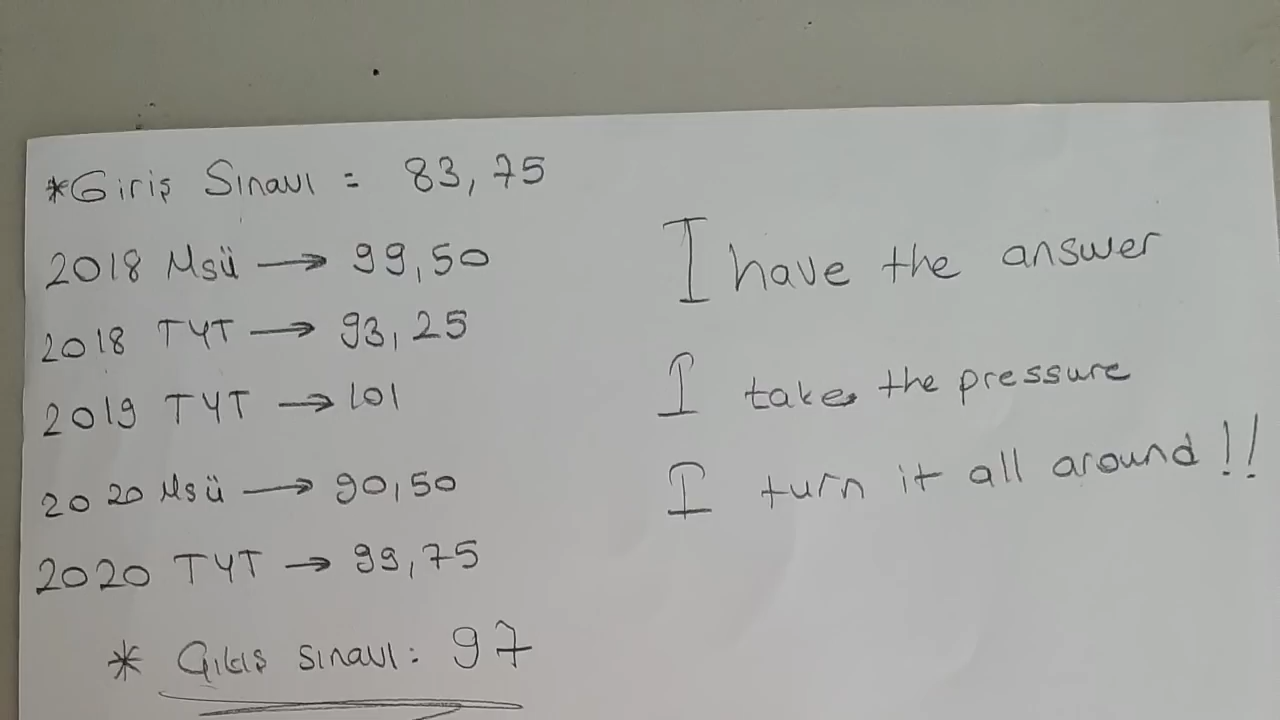 *Giriş Sınavı = 83,75
2018 Msü → 99,50
2018 TYT → 93,25
2019 TYT → 101
2020 Msü → 90,50
2020 TYT → 99,75
* Çıkış sınavı: 97
I have the answer
I take the pressure
I turn it all around!!